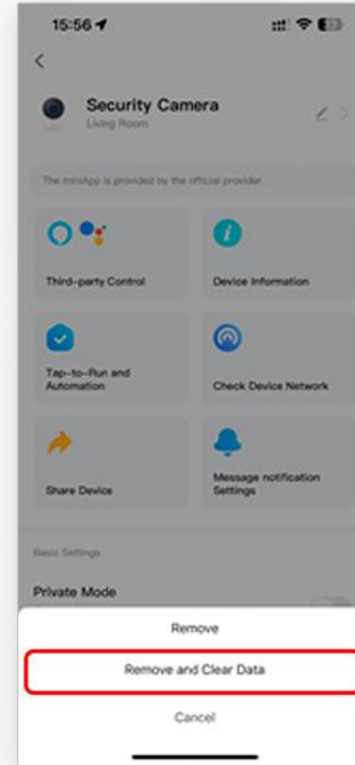 15:56
Security Camera
Living Room
The miniApp is provided by the official provider.
Third-party Control
Device Information
Tap-to-Run and
Automation
Check Device Network
Share Device
Message notification
Settings
Basic Settings
Private Mode
Remove
Remove and Clear Data
Cancel